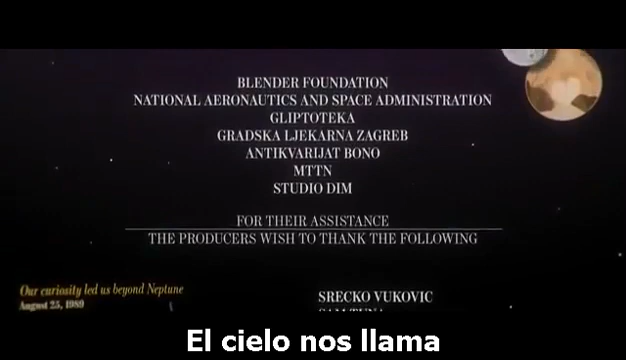 BLENDER FOUNDATION
NATIONAL AERONAUTICS AND SPACE ADMINISTRATION
GLIPTOTEKA
GRADSKA LJEKARNA ZAGREB
ANTIKVARIJAT BONO
MTTN
STUDIO DIM
FOR THEIR ASSISTANCE
THE PRODUCERS WISH TO THANK THE FOLLOWING
Our curiosity led us beyond Neptune
August 25, 1989
SRECKO VUKOVIC
El cielo nos llama